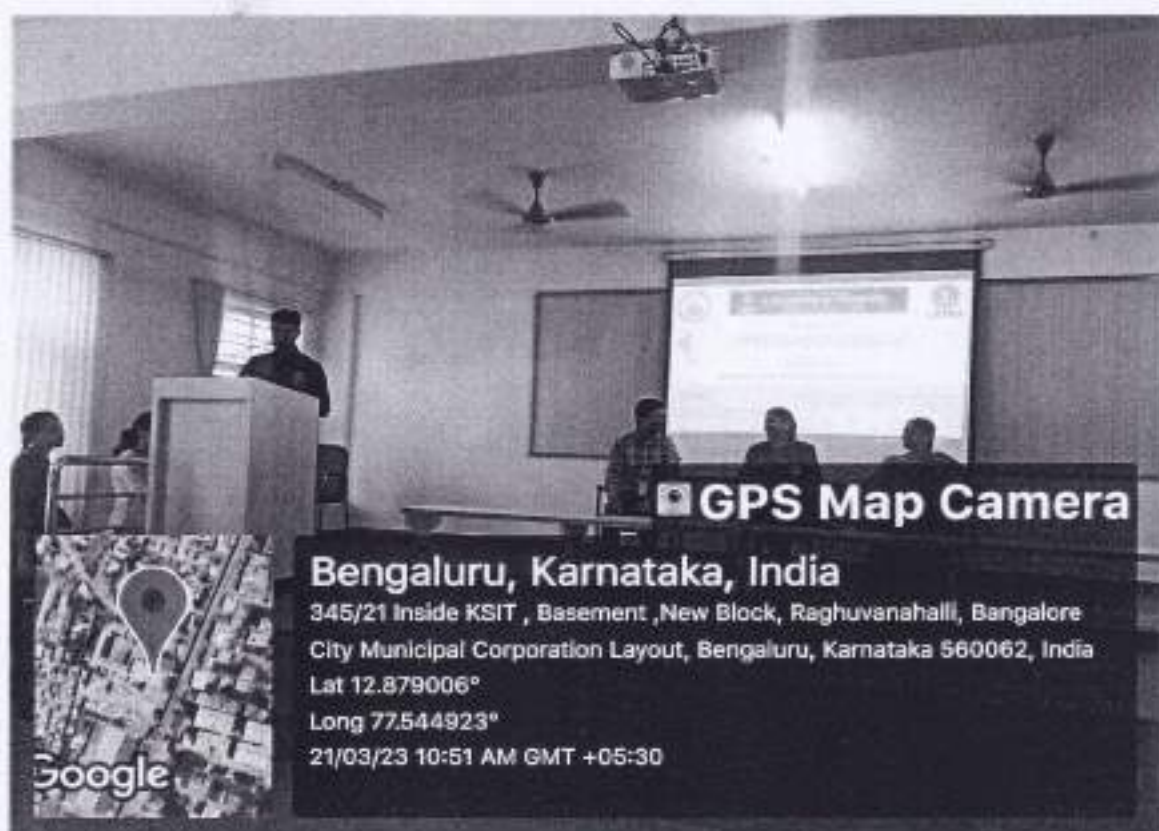 GPS Map Camera
Bengaluru, Karnataka, India
345/21 Inside KSIT , Basement ,New Block, Raghuvanahalli, Bangalore
City Municipal Corporation Layout, Bengaluru, Karnataka 560062, India
Lat 12.879006°
Long 77.544923°
21/03/23 10:51 AM GMT +05:30
Google